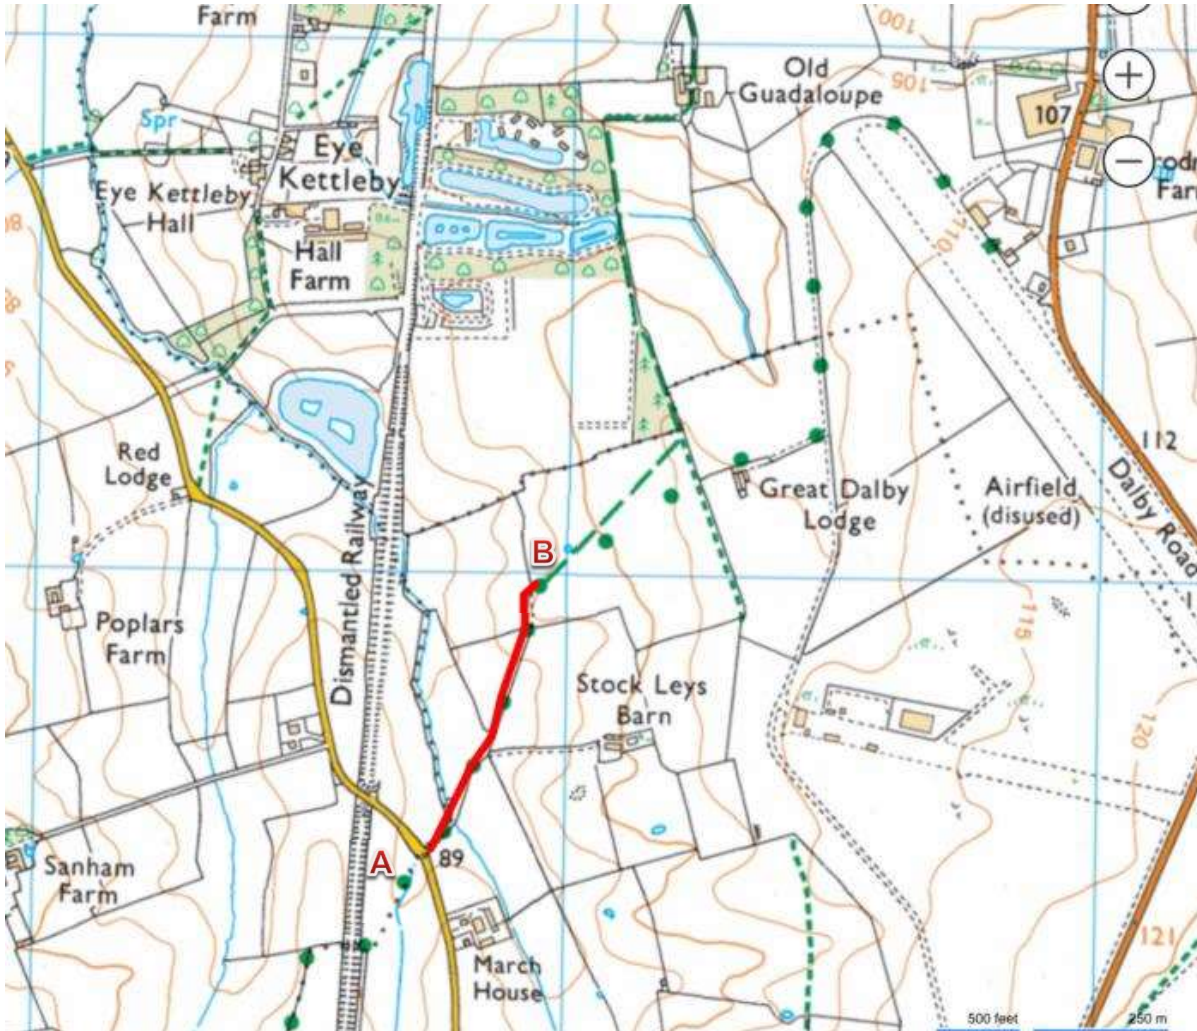 Farm
100
105
Old
Guadaloupe
107
Farm
Spr
Eye
Kettleby
Eye Kettleby
Hall
Hall
Farm
110
Red
Lodge
Dismantled Railway
Great Dalby
Lodge
Airfield
(disused)
112
Dalby Road
B
Poplars
Farm
115
Stock Leys
Barn
120
A
89
Sanham
Farm
March
House
121
500 feet
250 m